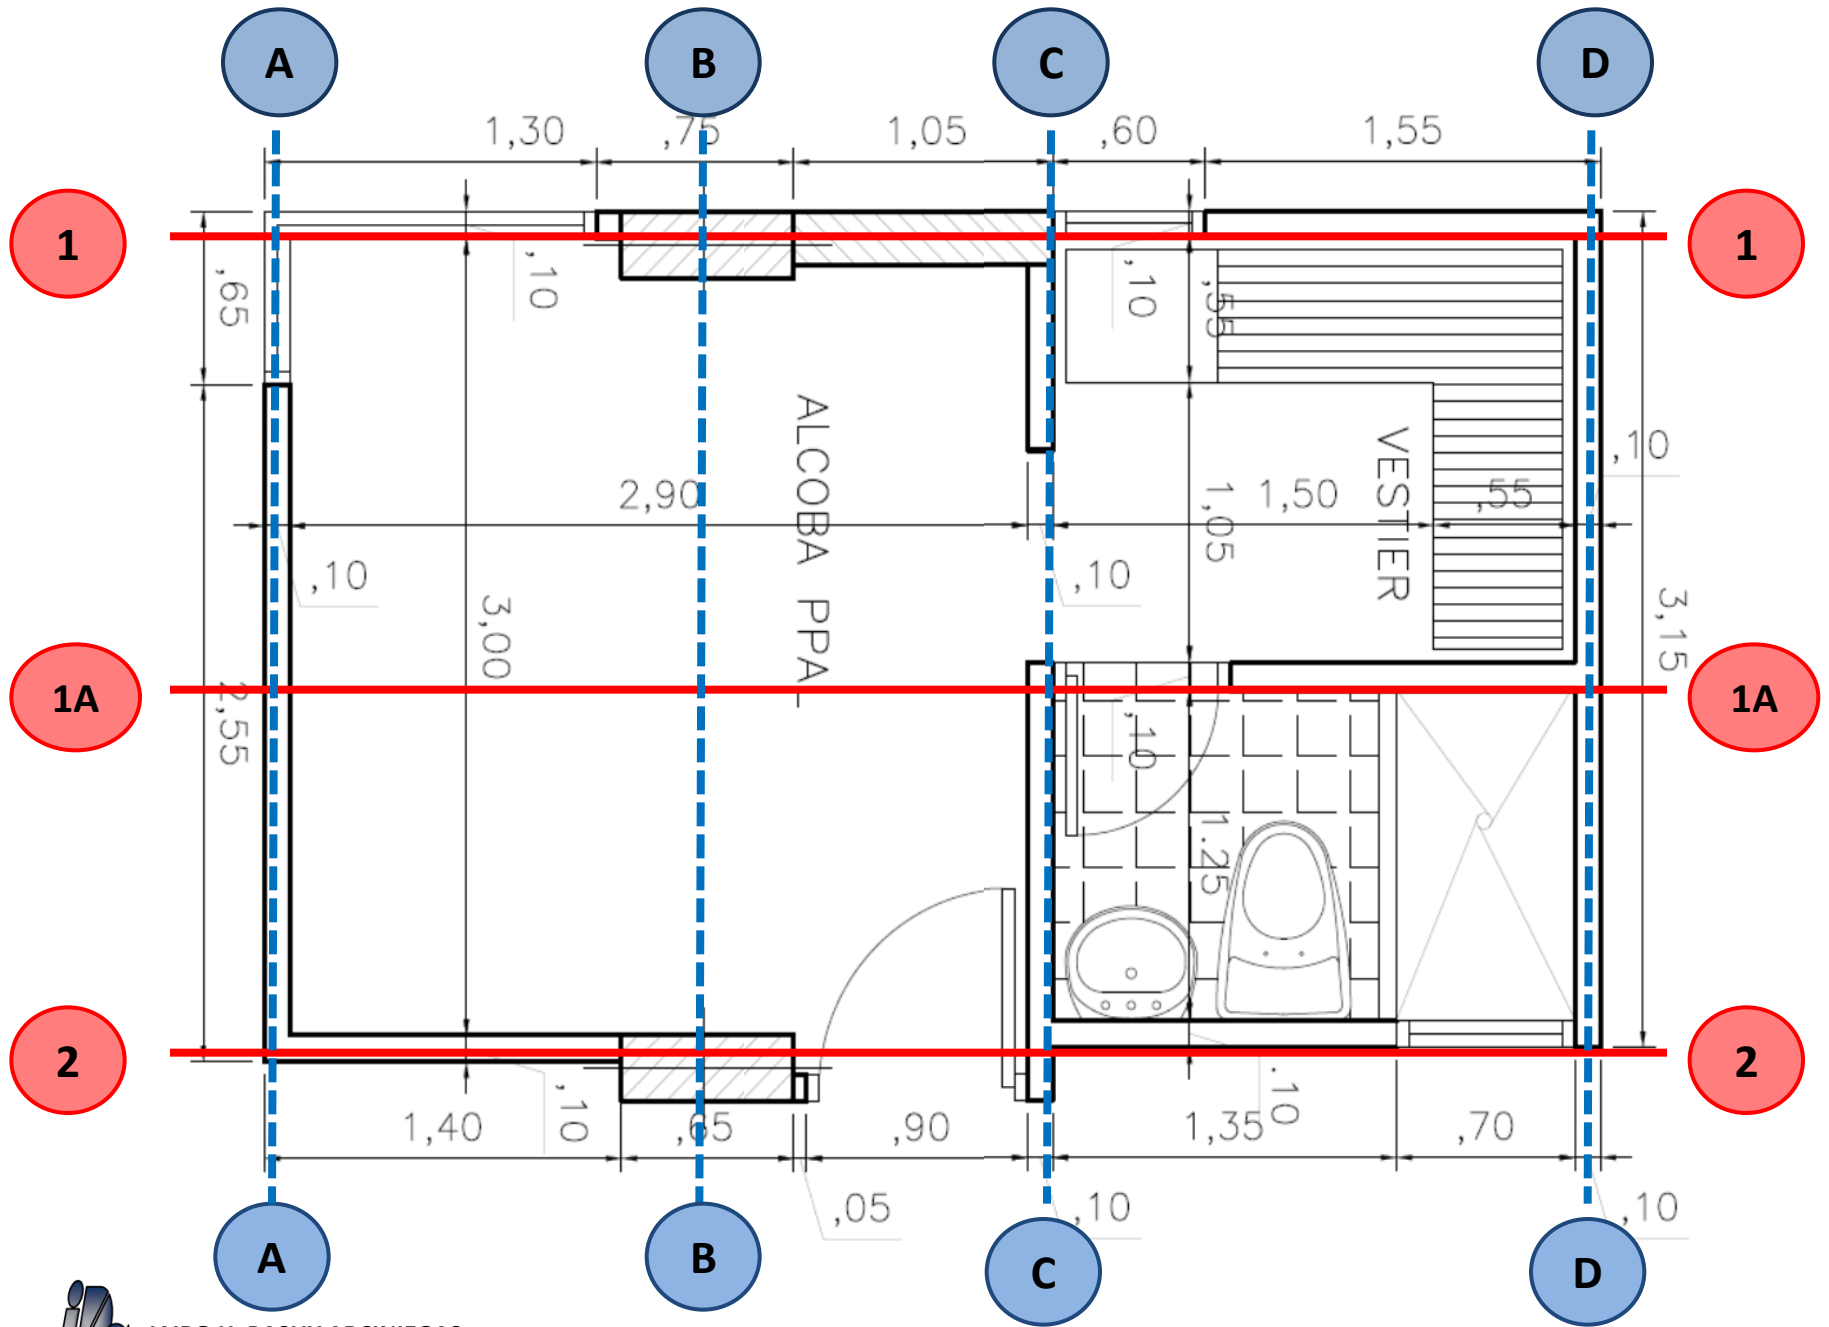 A B C D
1,30 ,75 1,05 ,60 1,55
1 1
,65 ,10 ,10 ,55
ALCOBA PPA
VESTIER
,10
2,90 1,50 ,55
1,05
,10 ,10
3,00 3,15
1A 1A
2,55 ,10
1.25
2 2
,10 .10
1,40 ,65 ,90 1,35 ,70
,05 ,10 ,10
A B C D